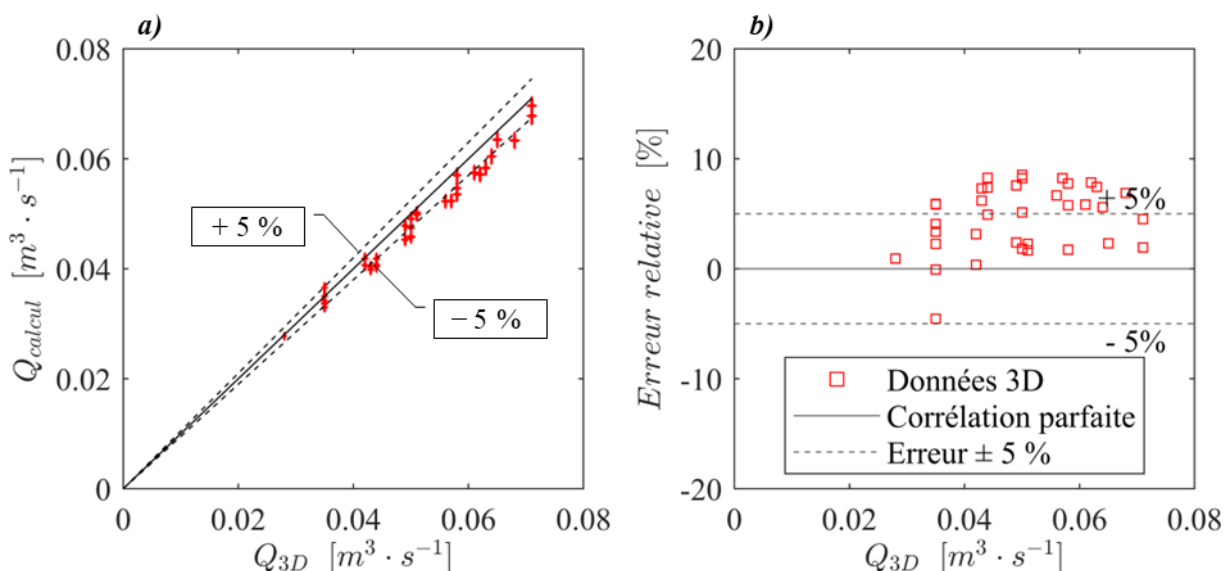 a)
0.08
0.06
0.04
0.02
0
Q_calcul [m³ · s⁻¹]
+ 5 %
− 5 %
0 0.02 0.04 0.06 0.08
Q_3D [m³ · s⁻¹]
b)
20
10
0
-10
-20
Erreur relative [%]
+ 5%
- 5%
Données 3D
Corrélation parfaite
Erreur ± 5 %
0 0.02 0.04 0.06 0.08
Q_3D [m³ · s⁻¹]